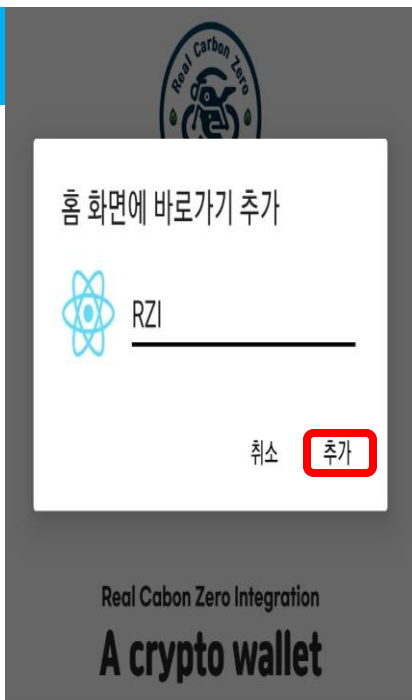 Real Carbon Zero
홈 화면에 바로가기 추가
RZI
취소 추가
Real Cabon Zero Integration
A crypto wallet